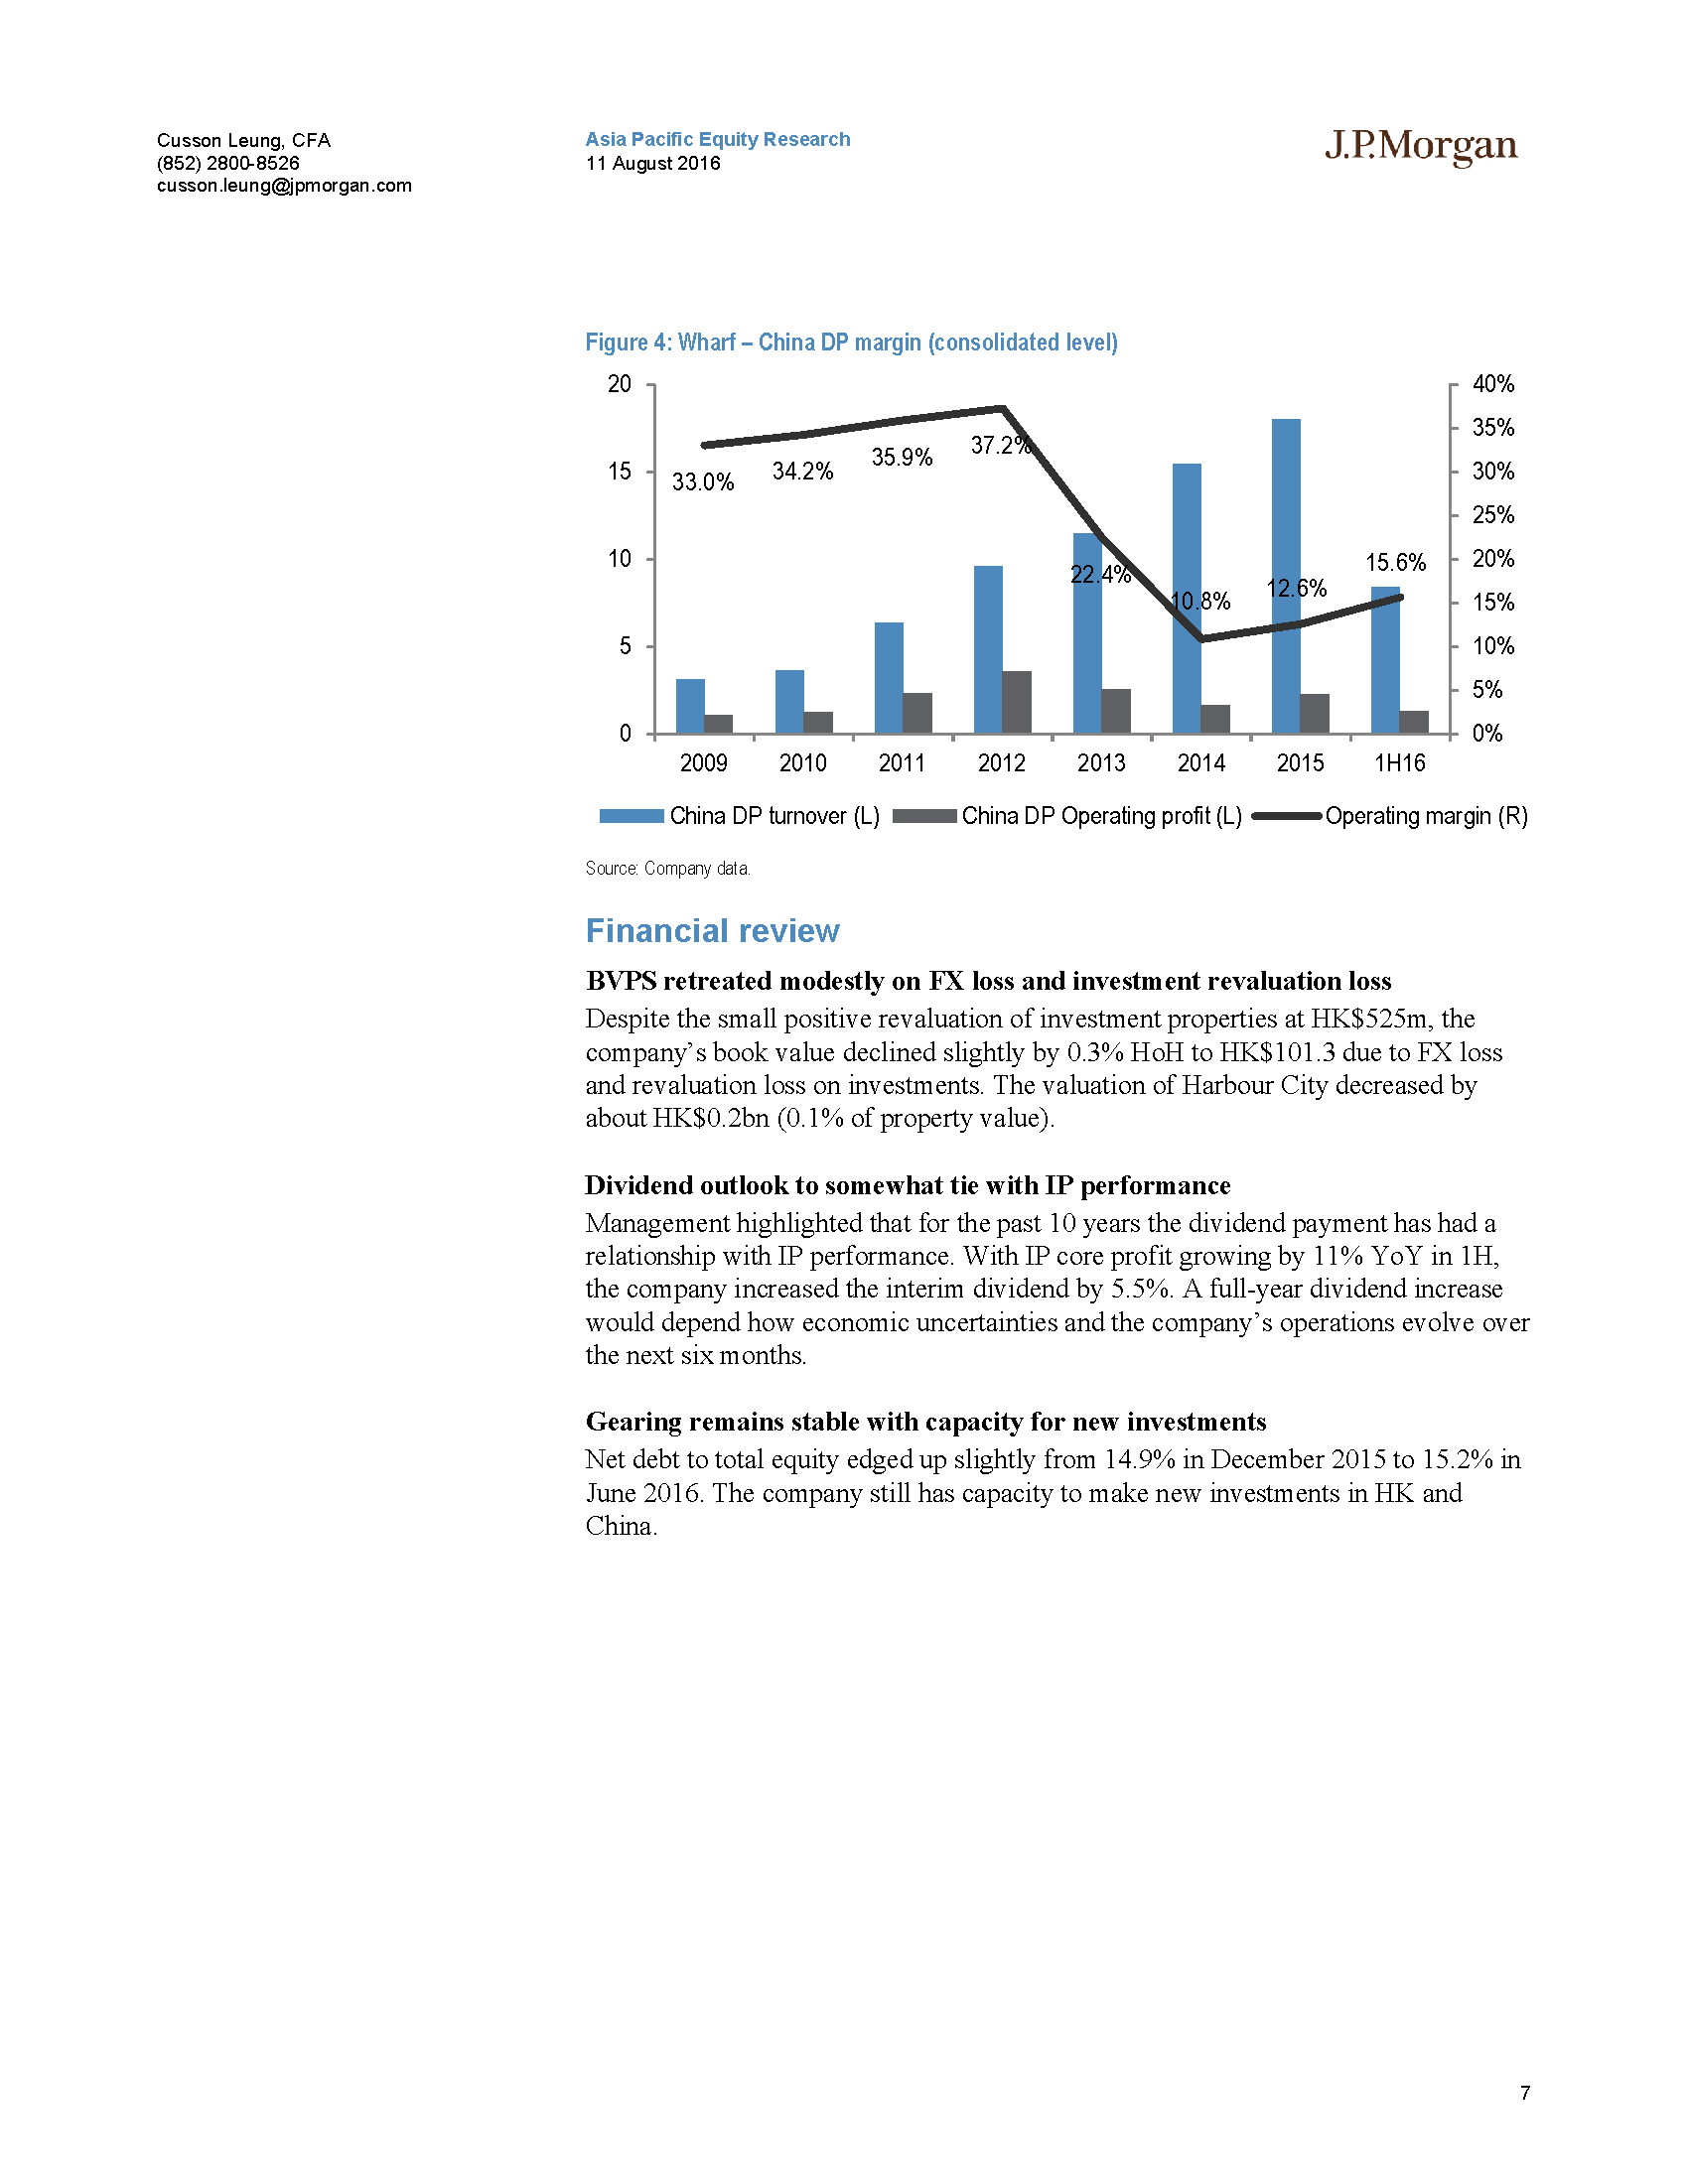 Cusson Leung, CFA
(852) 2800-8526
cusson.leung@jpmorgan.com
Asia Pacific Equity Research
11 August 2016
J.P.Morgan
Figure 4: Wharf – China DP margin (consolidated level)
20
15
10
5
0
40%
35%
30%
25%
20%
15%
10%
5%
0%
33.0%
34.2%
35.9%
37.2%
22.4%
10.8%
12.6%
15.6%
2009 2010 2011 2012 2013 2014 2015 1H16
China DP turnover (L) China DP Operating profit (L) Operating margin (R)
Source: Company data.
Financial review
BVPS retreated modestly on FX loss and investment revaluation loss
Despite the small positive revaluation of investment properties at HK$525m, the
company’s book value declined slightly by 0.3% HoH to HK$101.3 due to FX loss
and revaluation loss on investments. The valuation of Harbour City decreased by
about HK$0.2bn (0.1% of property value).
Dividend outlook to somewhat tie with IP performance
Management highlighted that for the past 10 years the dividend payment has had a
relationship with IP performance. With IP core profit growing by 11% YoY in 1H,
the company increased the interim dividend by 5.5%. A full-year dividend increase
would depend how economic uncertainties and the company’s operations evolve over
the next six months.
Gearing remains stable with capacity for new investments
Net debt to total equity edged up slightly from 14.9% in December 2015 to 15.2% in
June 2016. The company still has capacity to make new investments in HK and
China.
7